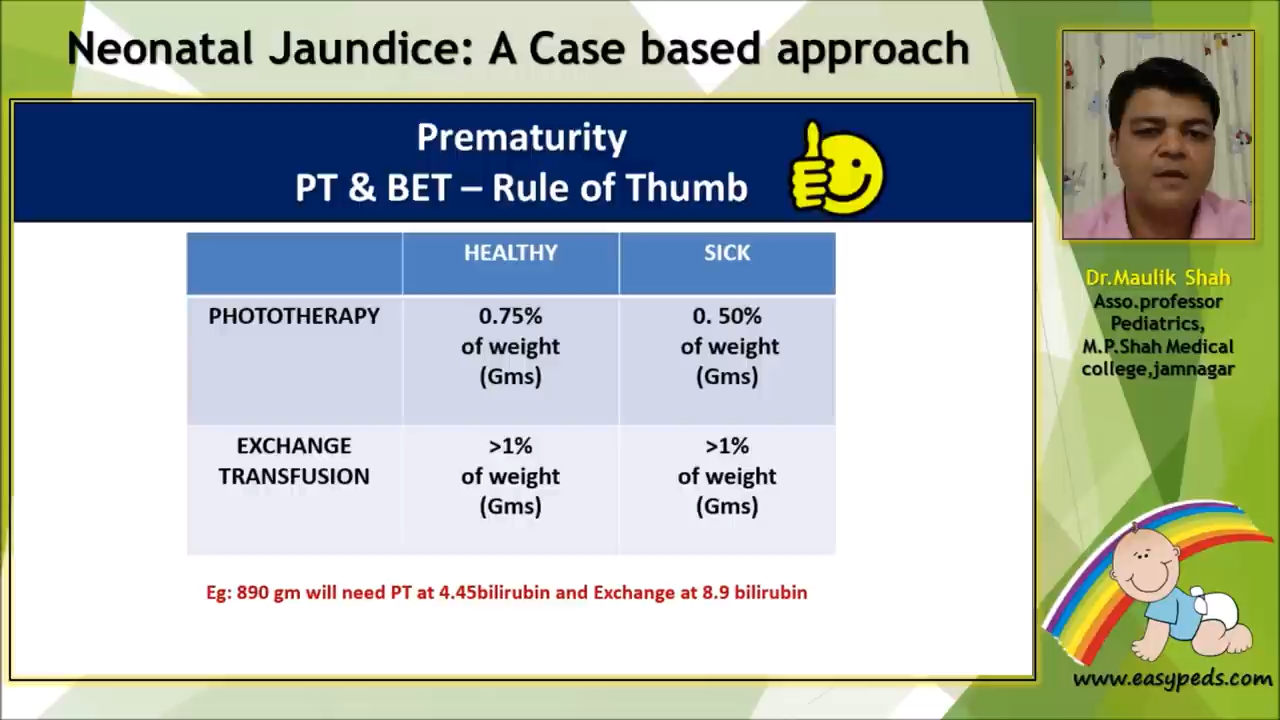 Neonatal Jaundice: A Case based approach
Prematurity
PT & BET – Rule of Thumb
HEALTHY
SICK
PHOTOTHERAPY
0.75%
of weight
(Gms)
0. 50%
of weight
(Gms)
EXCHANGE
TRANSFUSION
>1%
of weight
(Gms)
>1%
of weight
(Gms)
Eg: 890 gm will need PT at 4.45bilirubin and Exchange at 8.9 bilirubin
Dr.Maulik Shah
Asso.professor
Pediatrics,
M.P.Shah Medical
college,jamnagar
www.easypeds.com